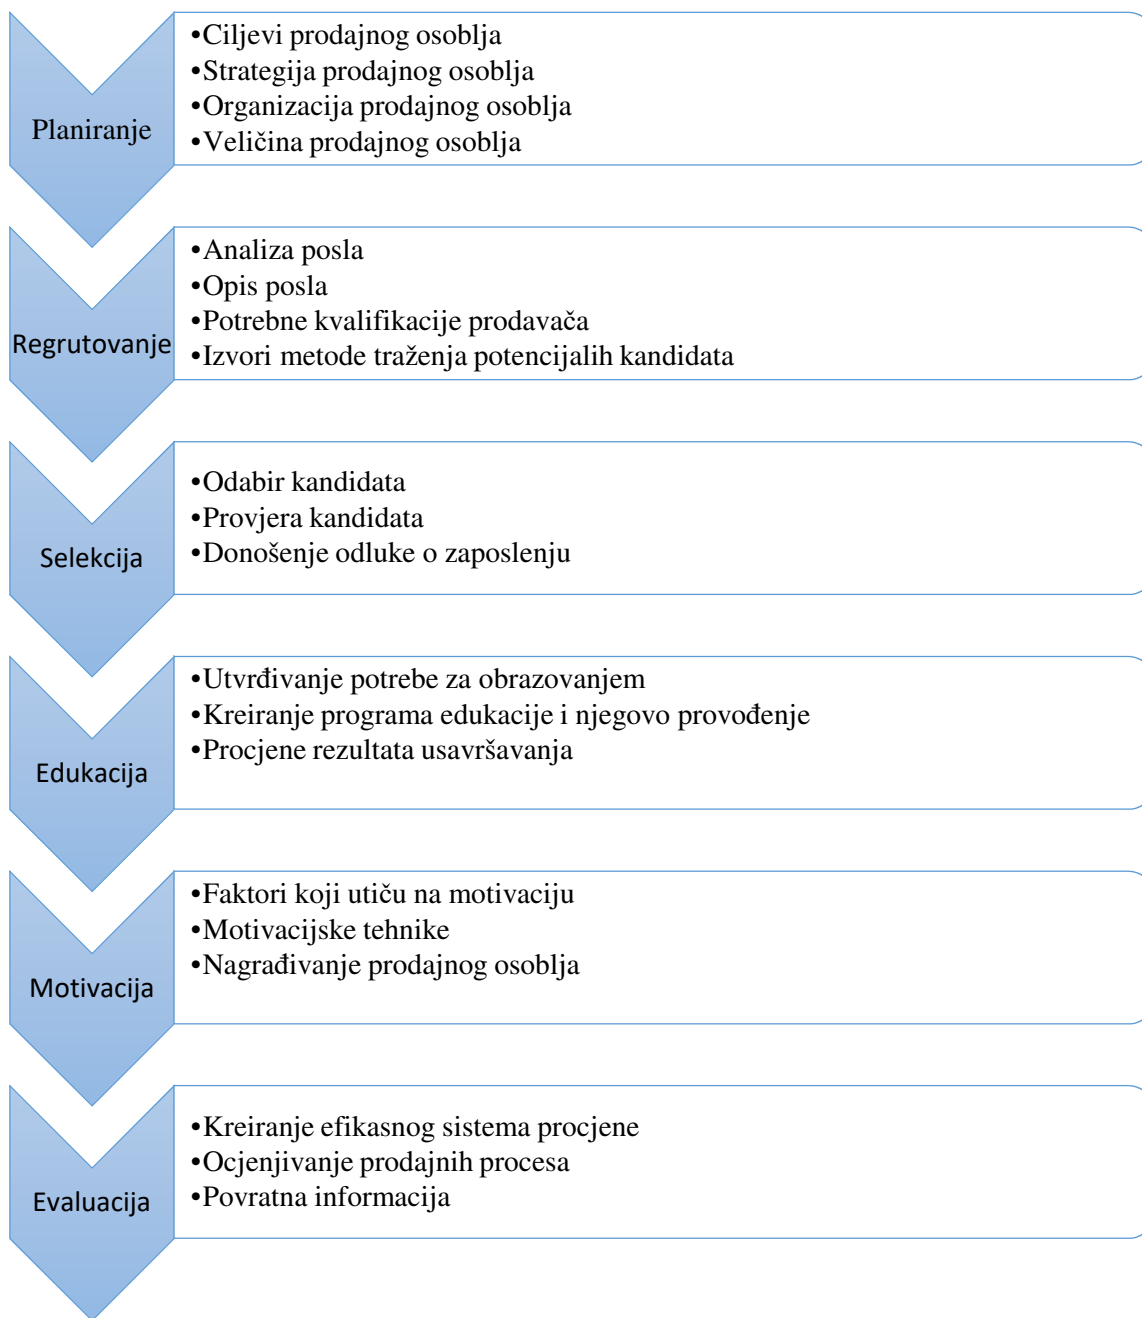 Planiranje
•Ciljevi prodajnog osoblja
•Strategija prodajnog osoblja
•Organizacija prodajnog osoblja
•Veličina prodajnog osoblja
Regrutovanje
•Analiza posla
•Opis posla
•Potrebne kvalifikacije prodavača
•Izvori metode traženja potencijalih kandidata
Selekcija
•Odabir kandidata
•Provjera kandidata
•Donošenje odluke o zaposlenju
Edukacija
•Utvrđivanje potrebe za obrazovanjem
•Kreiranje programa edukacije i njegovo provođenje
•Procjene rezultata usavršavanja
Motivacija
•Faktori koji utiču na motivaciju
•Motivacijske tehnike
•Nagrađivanje prodajnog osoblja
Evaluacija
•Kreiranje efikasnog sistema procjene
•Ocjenjivanje prodajnih procesa
•Povratna informacija